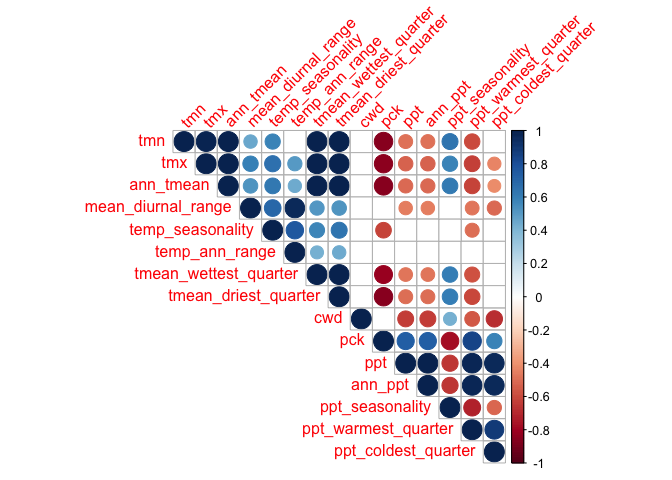 tmn
tmx
ann_tmean
mean_diurnal_range
temp_seasonality
temp_ann_range
tmean_wettest_quarter
tmean_driest_quarter
cwd
pck
ppt
ann_ppt
ppt_seasonality
ppt_warmest_quarter
ppt_coldest_quarter
tmn
tmx
ann_tmean
mean_diurnal_range
temp_seasonality
temp_ann_range
tmean_wettest_quarter
tmean_driest_quarter
cwd
pck
ppt
ann_ppt
ppt_seasonality
ppt_warmest_quarter
ppt_coldest_quarter
1
0.8
0.6
0.4
0.2
0
-0.2
-0.4
-0.6
-0.8
-1